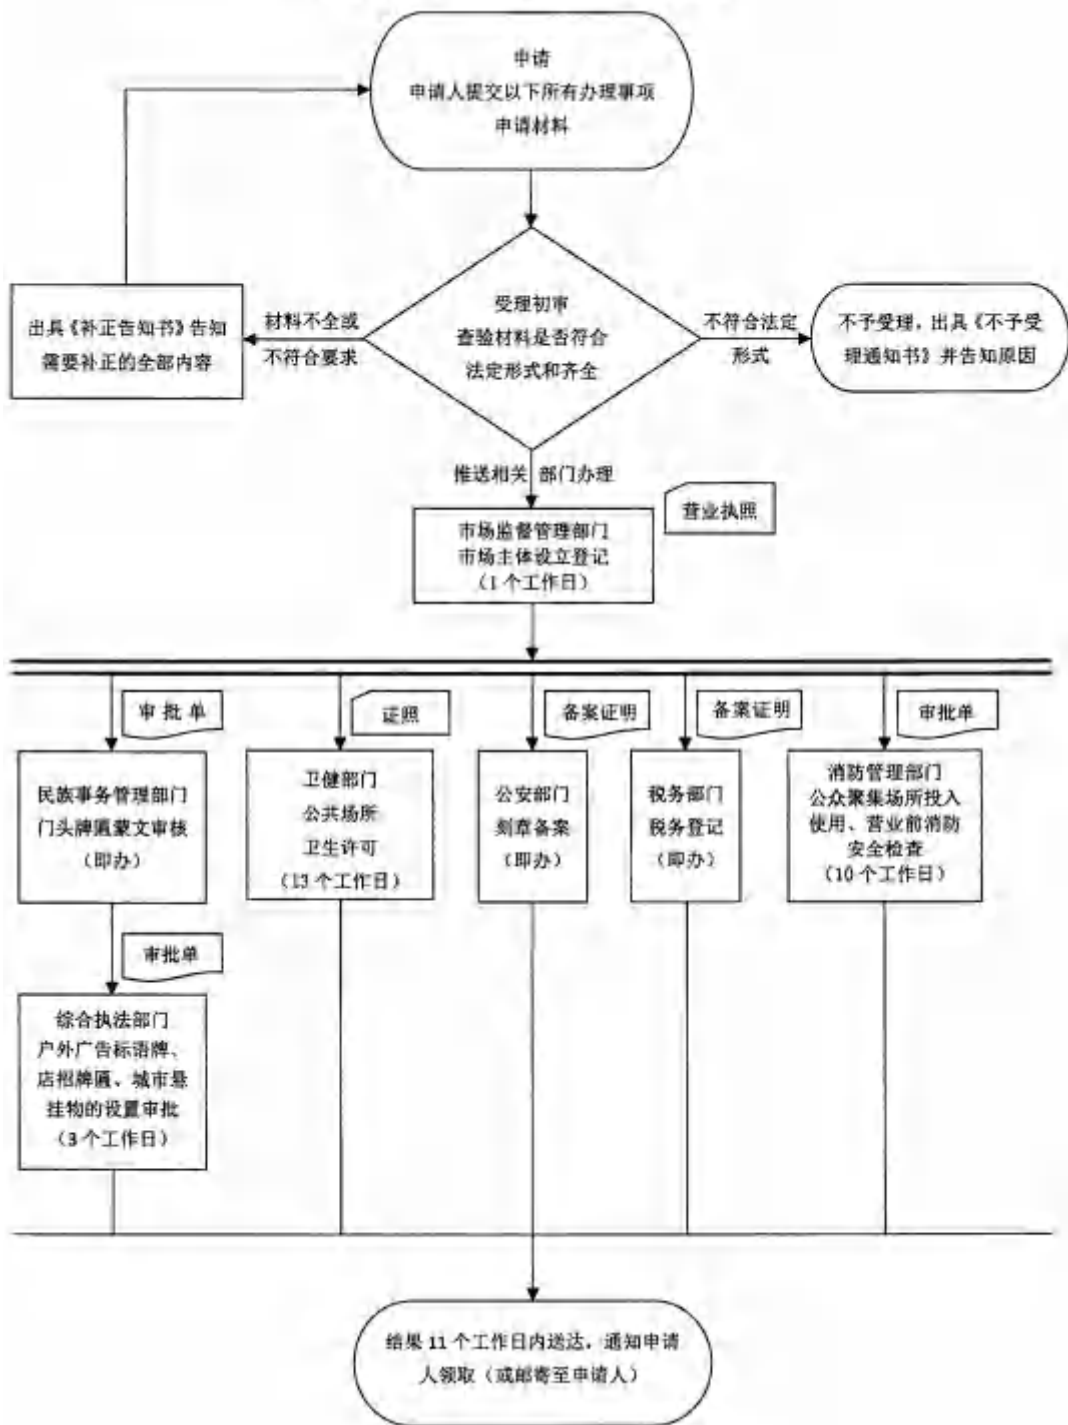 申请
申请人提交以下所有办理事项
申请材料
出具《补正告知书》告知
需要补正的全部内容
材料不全或
不符合要求
受理初审
查验材料是否符合
法定形式和齐全
不符合法定
形式
不予受理，出具《不予受
理通知书》并告知原因
推送相关 部门办理
营业执照
市场监督管理部门
市场主体设立登记
（1 个工作日）
审 批 单
证照
备案证明
备案证明
审批单
民族事务管理部门
门头牌匾蒙文审核
（即办）
卫健部门
公共场所
卫生许可
（13 个工作日）
公安部门
刻章备案
（即办）
税务部门
税务登记
（即办）
消防管理部门
公众聚集场所投入
使用、营业前消防
安全检查
（10 个工作日）
审批单
综合执法部门
户外广告标语牌、
店招牌匾、城市悬
挂物的设置审批
（3 个工作日）
结果 11 个工作日内送达，通知申请
人领取（或邮寄至申请人）